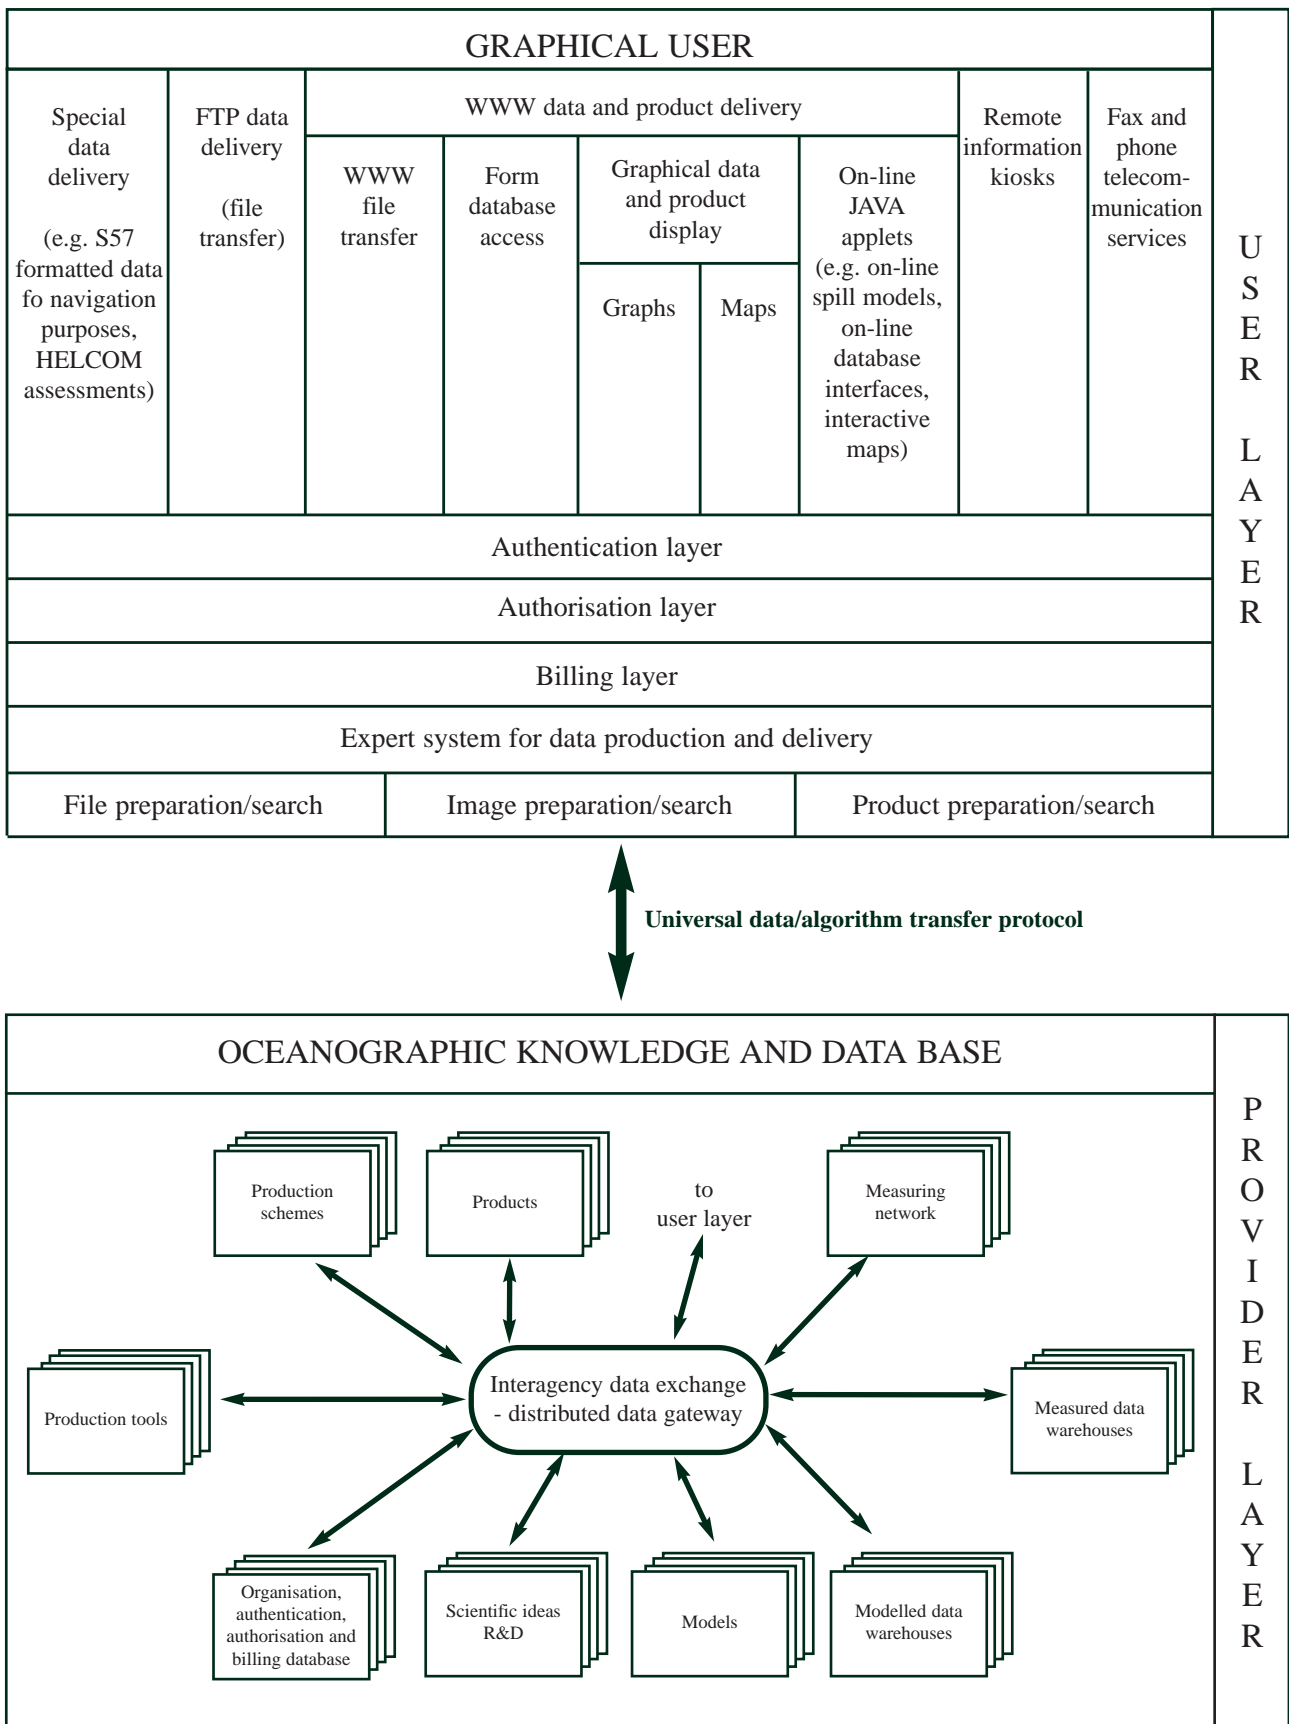 GRAPHICAL USER
Special
data
delivery
(e.g. S57
formatted data
fo navigation
purposes,
HELCOM
assessments)
FTP data
delivery
(file
transfer)
WWW data and product delivery
WWW
file
transfer
Form
database
access
Graphical data
and product
display
Graphs
Maps
On-line
JAVA
applets
(e.g. on-line
spill models,
on-line
database
interfaces,
interactive
maps)
Remote
information
kiosks
Fax and
phone
telecom-
munication
services
USER LAYER
Authentication layer
Authorisation layer
Billing layer
Expert system for data production and delivery
File preparation/search
Image preparation/search
Product preparation/search
Universal data/algorithm transfer protocol
OCEANOGRAPHIC KNOWLEDGE AND DATA BASE
PROVIDER LAYER
Production
schemes
Products
to
user layer
Measuring
network
Production tools
Interagency data exchange
- distributed data gateway
Measured data
warehouses
Organisation,
authentication,
authorisation and
billing database
Scientific ideas
R&D
Models
Modelled data
warehouses